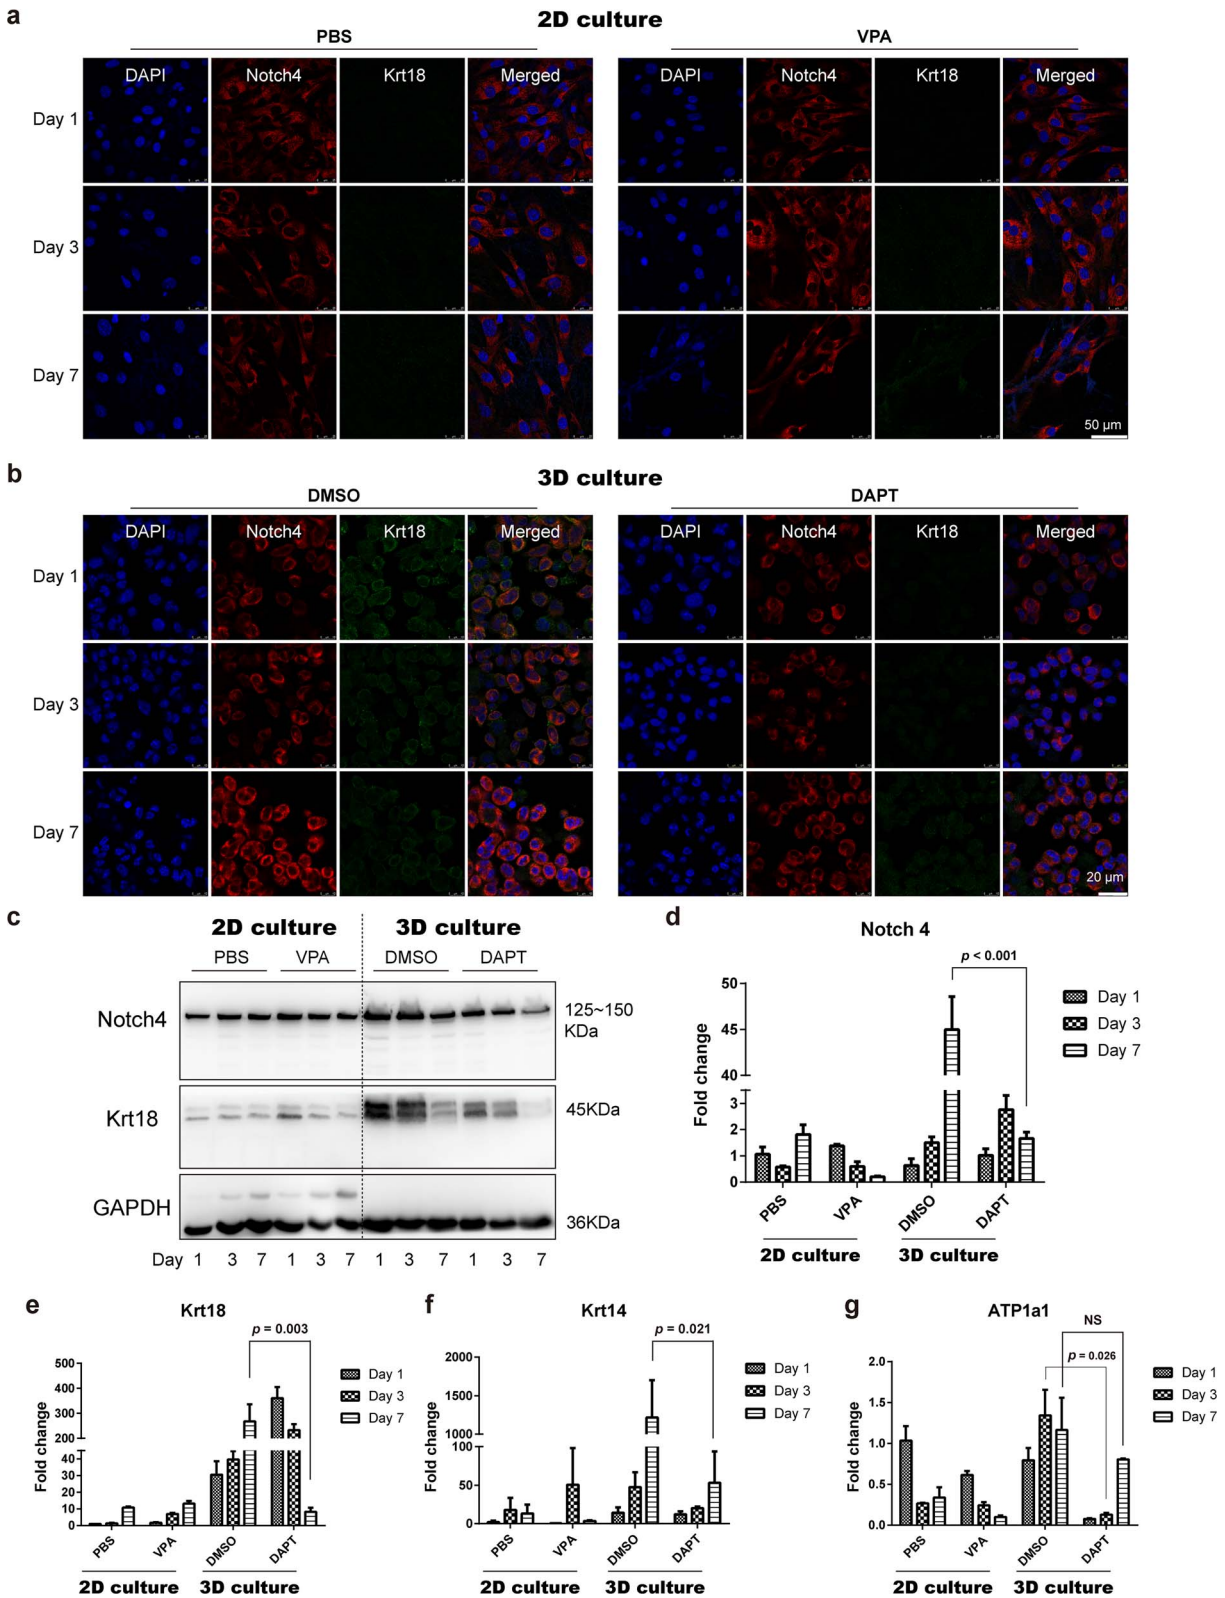 a
2D culture
PBS VPA
DAPI Notch4 Krt18 Merged DAPI Notch4 Krt18 Merged
Day 1
Day 3
Day 7
50 µm
b
3D culture
DMSO DAPT
DAPI Notch4 Krt18 Merged DAPI Notch4 Krt18 Merged
Day 1
Day 3
Day 7
20 µm
c
2D culture 3D culture
PBS VPA DMSO DAPT
Notch4 125~150 KDa
Krt18 45KDa
GAPDH 36KDa
Day 1 3 7 1 3 7 1 3 7 1 3 7
d
Notch 4
p < 0.001
Fold change
50
45
40
3
2
1
0
Day 1
Day 3
Day 7
PBS VPA DMSO DAPT
2D culture 3D culture
e
Krt18
p = 0.003
Fold change
500
400
300
200
40
30
20
10
0
Day 1
Day 3
Day 7
PBS VPA DMSO DAPT
2D culture 3D culture
f
Krt14
p = 0.021
Fold change
2000
1500
1000
100
50
0
Day 1
Day 3
Day 7
PBS VPA DMSO DAPT
2D culture 3D culture
g
ATP1a1
NS
p = 0.026
Fold change
2.0
1.5
1.0
0.5
0.0
Day 1
Day 3
Day 7
PBS VPA DMSO DAPT
2D culture 3D culture